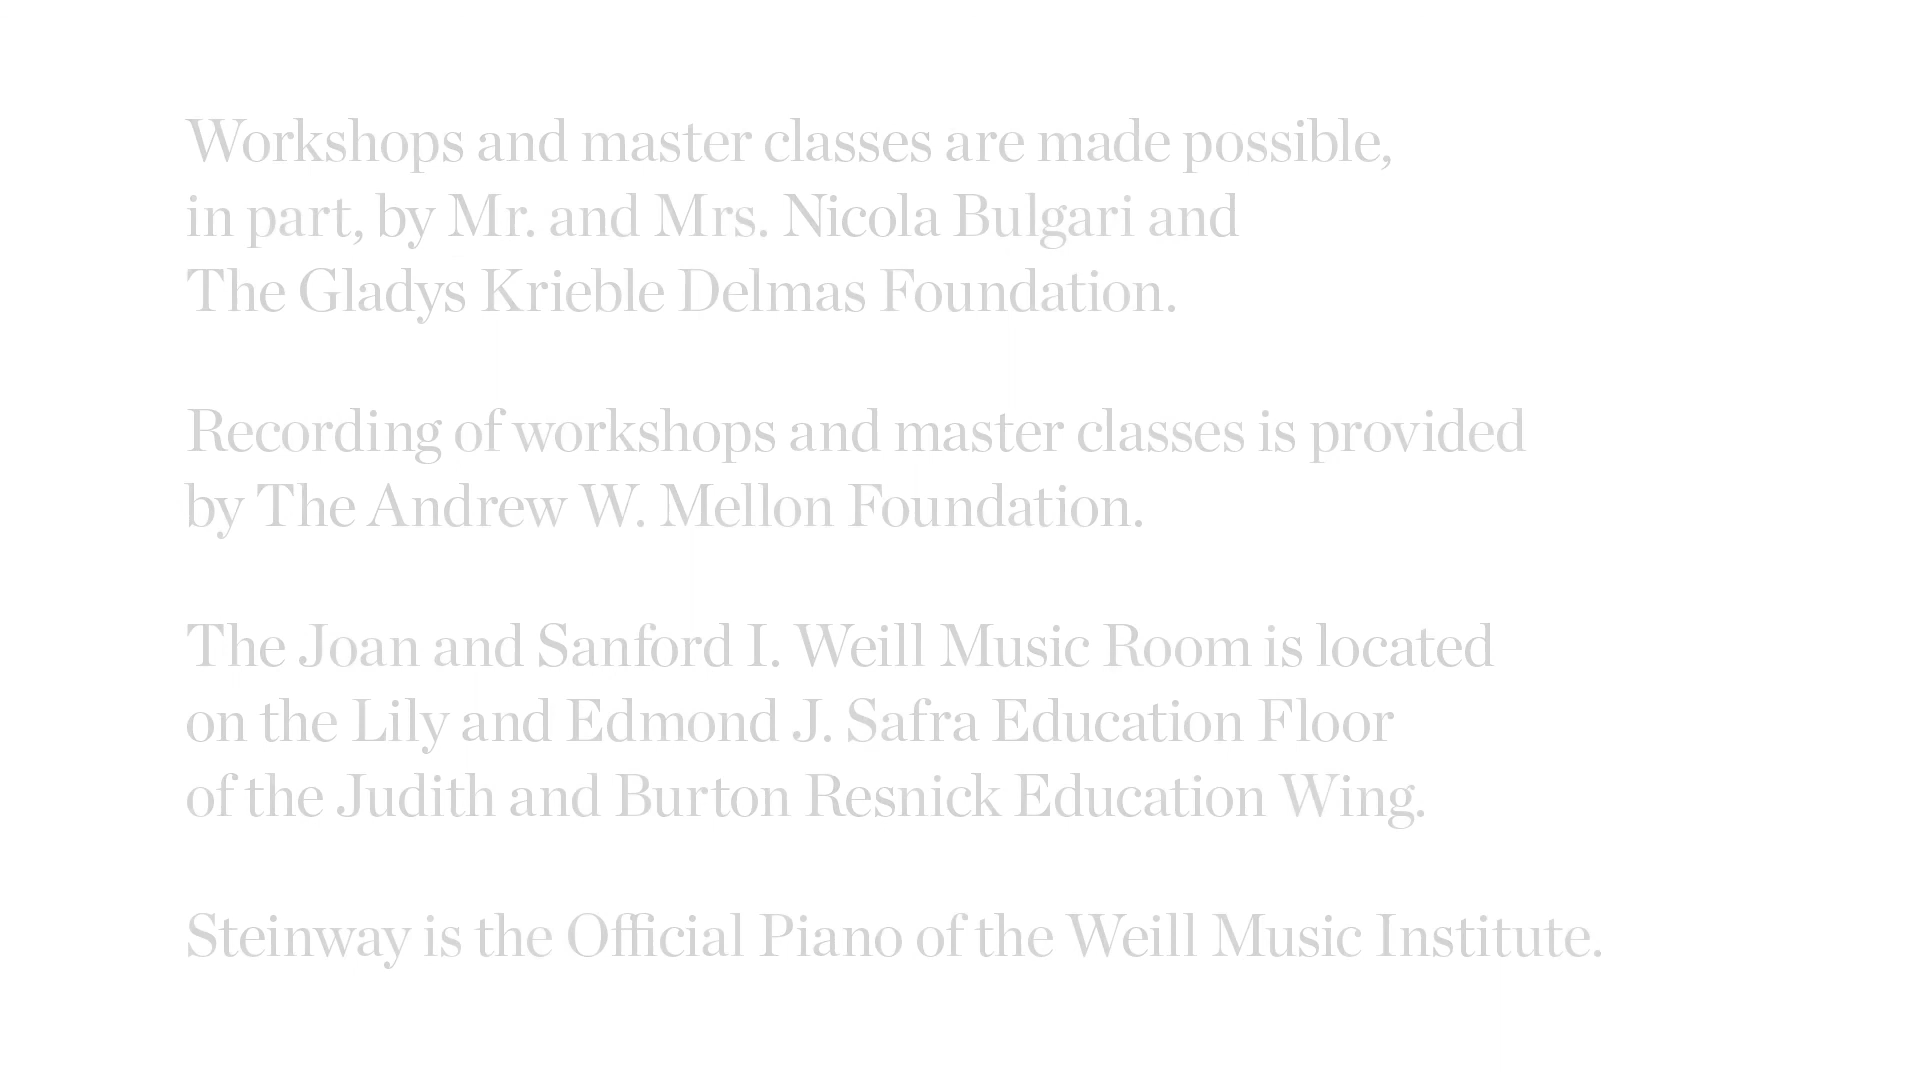 Workshops and master classes are made possible,
in part, by Mr. and Mrs. Nicola Bulgari and
The Gladys Krieble Delmas Foundation.
Recording of workshops and master classes is provided
by The Andrew W. Mellon Foundation.
The Joan and Sanford I. Weill Music Room is located
on the Lily and Edmond J. Safra Education Floor
of the Judith and Burton Resnick Education Wing.
Steinway is the Official Piano of the Weill Music Institute.